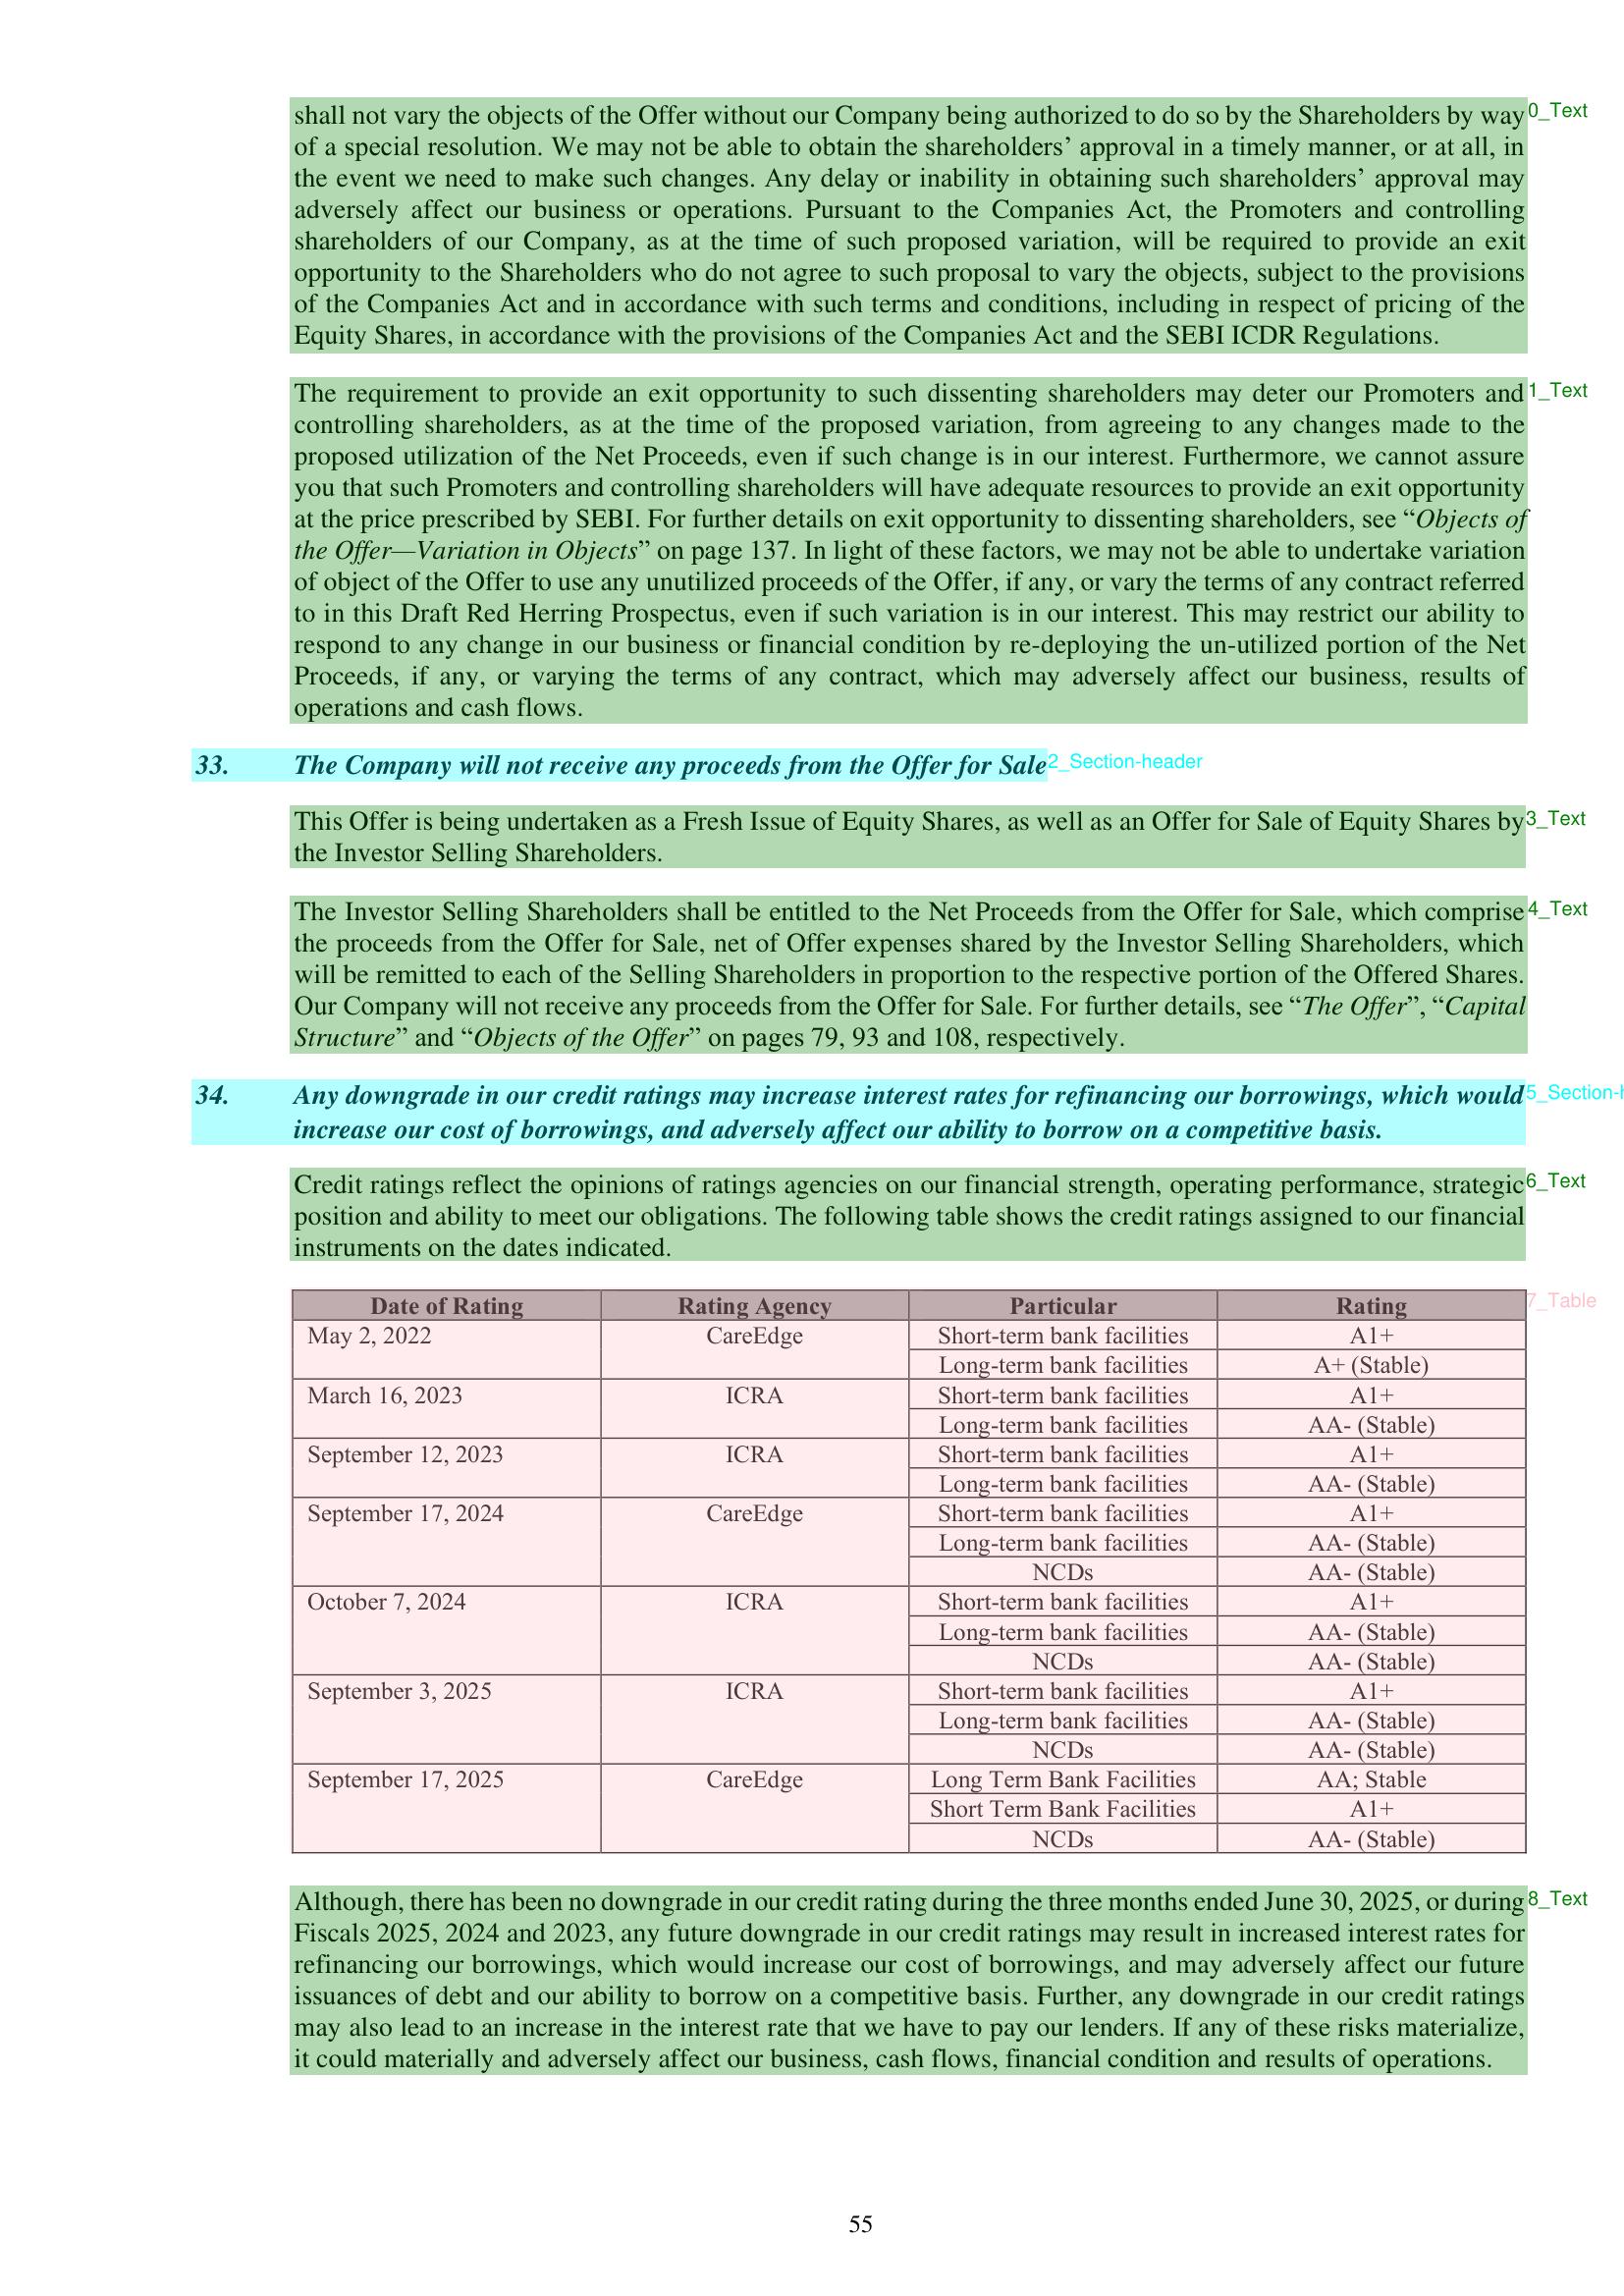 shall not vary the objects of the Offer without our Company being authorized to do so by the Shareholders by way
0_Text
of a special resolution. We may not be able to obtain the shareholders’ approval in a timely manner, or at all, in
the event we need to make such changes. Any delay or inability in obtaining such shareholders’ approval may
adversely affect our business or operations. Pursuant to the Companies Act, the Promoters and controlling
shareholders of our Company, as at the time of such proposed variation, will be required to provide an exit
opportunity to the Shareholders who do not agree to such proposal to vary the objects, subject to the provisions
of the Companies Act and in accordance with such terms and conditions, including in respect of pricing of the
Equity Shares, in accordance with the provisions of the Companies Act and the SEBI ICDR Regulations.
The requirement to provide an exit opportunity to such dissenting shareholders may deter our Promoters and
1_Text
controlling shareholders, as at the time of the proposed variation, from agreeing to any changes made to the
proposed utilization of the Net Proceeds, even if such change is in our interest. Furthermore, we cannot assure
you that such Promoters and controlling shareholders will have adequate resources to provide an exit opportunity
at the price prescribed by SEBI. For further details on exit opportunity to dissenting shareholders, see “Objects of
the Offer—Variation in Objects” on page 137. In light of these factors, we may not be able to undertake variation
of object of the Offer to use any unutilized proceeds of the Offer, if any, or vary the terms of any contract referred
to in this Draft Red Herring Prospectus, even if such variation is in our interest. This may restrict our ability to
respond to any change in our business or financial condition by re-deploying the un-utilized portion of the Net
Proceeds, if any, or varying the terms of any contract, which may adversely affect our business, results of
operations and cash flows.
33. The Company will not receive any proceeds from the Offer for Sale
2_Section-header
This Offer is being undertaken as a Fresh Issue of Equity Shares, as well as an Offer for Sale of Equity Shares by
3_Text
the Investor Selling Shareholders.
The Investor Selling Shareholders shall be entitled to the Net Proceeds from the Offer for Sale, which comprise
4_Text
the proceeds from the Offer for Sale, net of Offer expenses shared by the Investor Selling Shareholders, which
will be remitted to each of the Selling Shareholders in proportion to the respective portion of the Offered Shares.
Our Company will not receive any proceeds from the Offer for Sale. For further details, see “The Offer”, “Capital
Structure” and “Objects of the Offer” on pages 79, 93 and 108, respectively.
34. Any downgrade in our credit ratings may increase interest rates for refinancing our borrowings, which would
5_Section-h
increase our cost of borrowings, and adversely affect our ability to borrow on a competitive basis.
Credit ratings reflect the opinions of ratings agencies on our financial strength, operating performance, strategic
6_Text
position and ability to meet our obligations. The following table shows the credit ratings assigned to our financial
instruments on the dates indicated.
Date of Rating Rating Agency Particular Rating
7_Table
May 2, 2022 CareEdge Short-term bank facilities A1+
Long-term bank facilities A+ (Stable)
March 16, 2023 ICRA Short-term bank facilities A1+
Long-term bank facilities AA- (Stable)
September 12, 2023 ICRA Short-term bank facilities A1+
Long-term bank facilities AA- (Stable)
September 17, 2024 CareEdge Short-term bank facilities A1+
Long-term bank facilities AA- (Stable)
NCDs AA- (Stable)
October 7, 2024 ICRA Short-term bank facilities A1+
Long-term bank facilities AA- (Stable)
NCDs AA- (Stable)
September 3, 2025 ICRA Short-term bank facilities A1+
Long-term bank facilities AA- (Stable)
NCDs AA- (Stable)
September 17, 2025 CareEdge Long Term Bank Facilities AA; Stable
Short Term Bank Facilities A1+
NCDs AA- (Stable)
Although, there has been no downgrade in our credit rating during the three months ended June 30, 2025, or during
8_Text
Fiscals 2025, 2024 and 2023, any future downgrade in our credit ratings may result in increased interest rates for
refinancing our borrowings, which would increase our cost of borrowings, and may adversely affect our future
issuances of debt and our ability to borrow on a competitive basis. Further, any downgrade in our credit ratings
may also lead to an increase in the interest rate that we have to pay our lenders. If any of these risks materialize,
it could materially and adversely affect our business, cash flows, financial condition and results of operations.
55